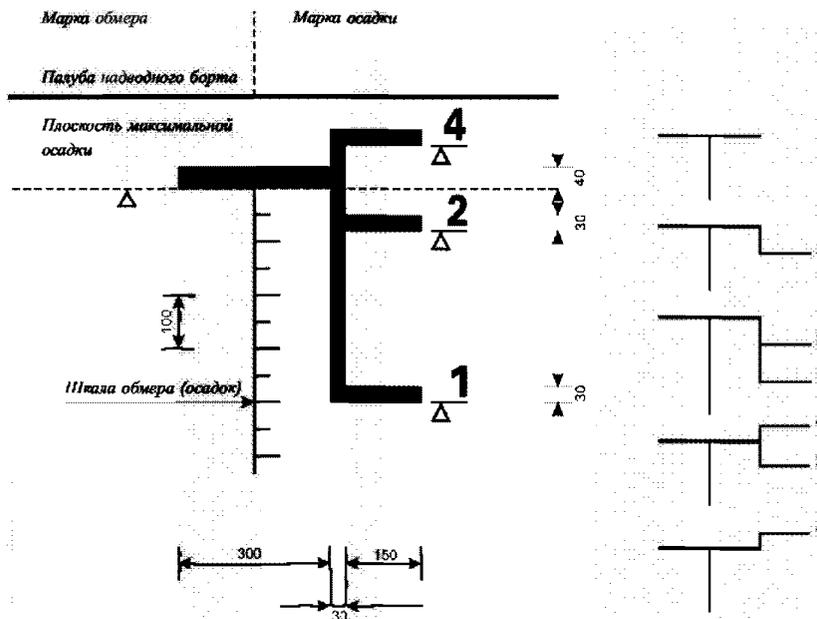 Марка обмера
Марка осадки
Палуба надводного борта
Плоскость максимальной
осадки
4
40
2
30
100
Шкала обмера (осадок)
1
30
300
150
30